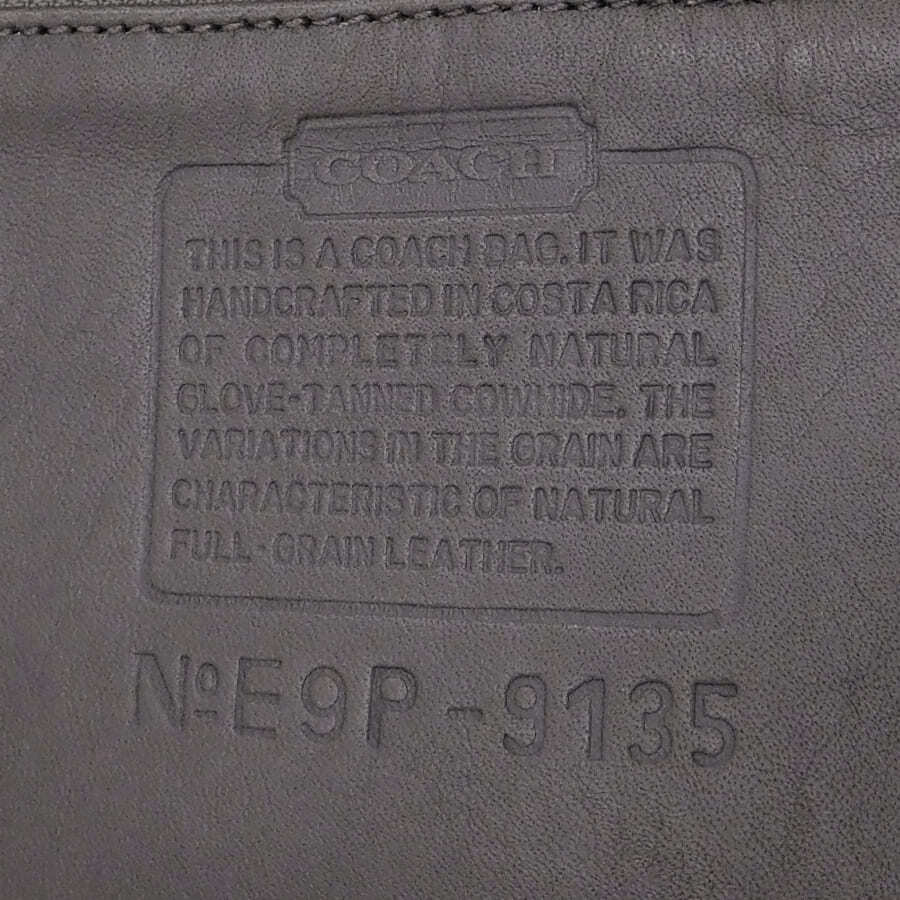 COACH
THIS IS A COACH BAG. IT WAS
HANDCRAFTED IN COSTA RICA
OF COMPLETELY NATURAL
GLOVE-TANNED COWHIDE. THE
VARIATIONS IN THE GRAIN ARE
CHARACTERISTIC OF NATURAL
FULL-GRAIN LEATHER.
NºE9P-9135